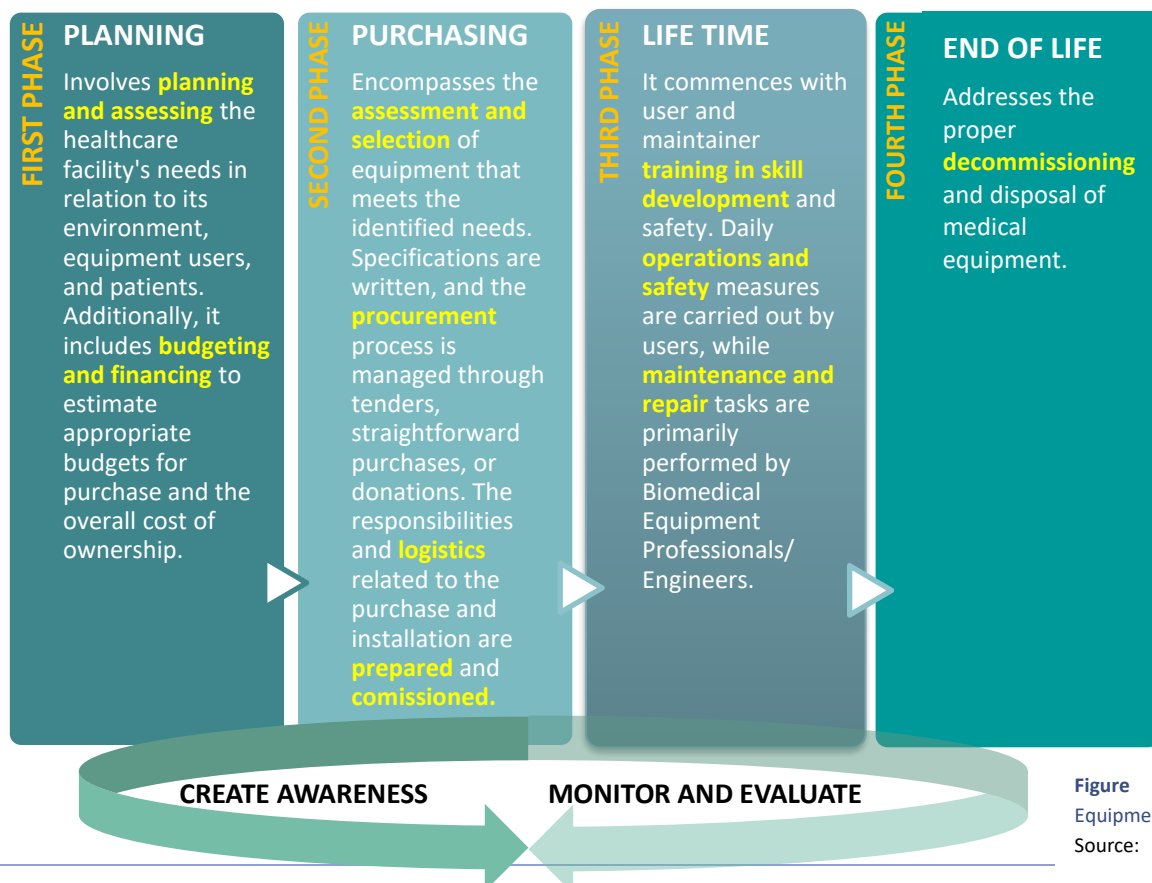 FIRST PHASE
PLANNING
Involves planning
and assessing the
healthcare
facility's needs in
relation to its
environment,
equipment users,
and patients.
Additionally, it
includes budgeting
and financing to
estimate
appropriate
budgets for
purchase and the
overall cost of
ownership.
SECOND PHASE
PURCHASING
Encompasses the
assessment and
selection of
equipment that
meets the
identified needs.
Specifications are
written, and the
procurement
process is
managed through
tenders,
straightforward
purchases, or
donations. The
responsibilities
and logistics
related to the
purchase and
installation are
prepared and
comissioned.
THIRD PHASE
LIFE TIME
It commences with
user and
maintainer
training in skill
development and
safety. Daily
operations and
safety measures
are carried out by
users, while
maintenance and
repair tasks are
primarily
performed by
Biomedical
Equipment
Professionals/
Engineers.
FOURTH PHASE
END OF LIFE
Addresses the
proper
decommissioning
and disposal of
medical
equipment.
CREATE AWARENESS
MONITOR AND EVALUATE
Figure
Equipme
Source: